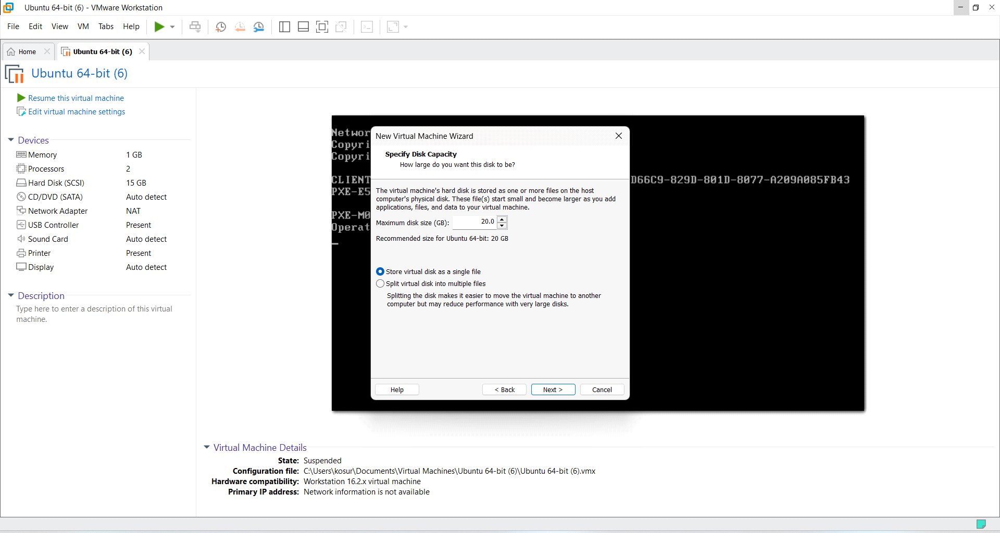 Ubuntu 64-bit (6) - VMware Workstation
File Edit View VM Tabs Help
Home
Ubuntu 64-bit (6)
Ubuntu 64-bit (6)
Resume this virtual machine
Edit virtual machine settings
Devices
Memory 1 GB
Processors 2
Hard Disk (SCSI) 15 GB
CD/DVD (SATA) Auto detect
Network Adapter NAT
USB Controller Present
Sound Card Auto detect
Printer Present
Display Auto detect
Description
Type here to enter a description of this virtual
machine.
Networ
Copyri
Copyri
CLIENT D66C9-829D-801D-8077-A209A085FB43
PXE-E5
PXE-M0
Operat
New Virtual Machine Wizard
Specify Disk Capacity
How large do you want this disk to be?
The virtual machine's hard disk is stored as one or more files on the host
computer's physical disk. These file(s) start small and become larger as you add
applications, files, and data to your virtual machine.
Maximum disk size (GB): 20.0
Recommended size for Ubuntu 64-bit: 20 GB
Store virtual disk as a single file
Split virtual disk into multiple files
Splitting the disk makes it easier to move the virtual machine to another
computer but may reduce performance with very large disks.
Help < Back Next > Cancel
Virtual Machine Details
State: Suspended
Configuration file: C:\Users\kosur\Documents\Virtual Machines\Ubuntu 64-bit (6)\Ubuntu 64-bit (6).vmx
Hardware compatibility: Workstation 16.2.x virtual machine
Primary IP address: Network information is not available